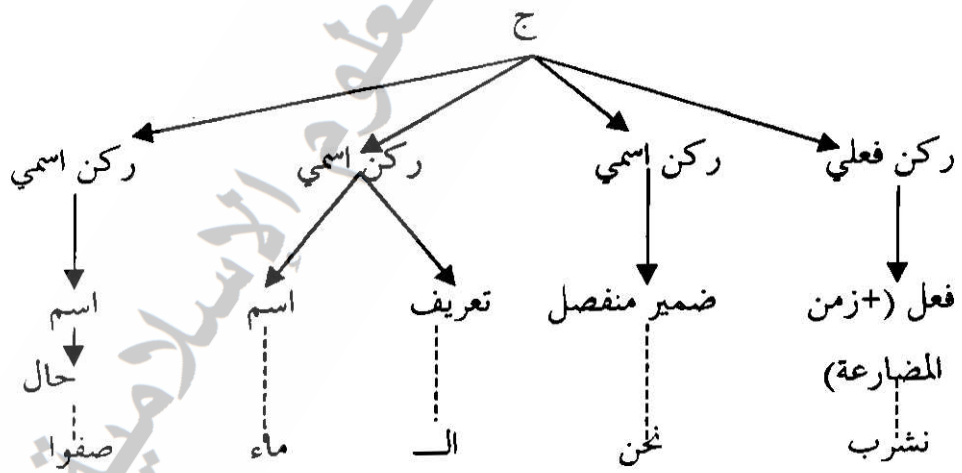 ج
ركن فعلي ركن اسمي ركن اسمي ركن اسمي
فعل (+زمن ضمير منفصل تعريف اسم اسم
المضارعة) حال
نشرب نحن الـــ ماء صفوا